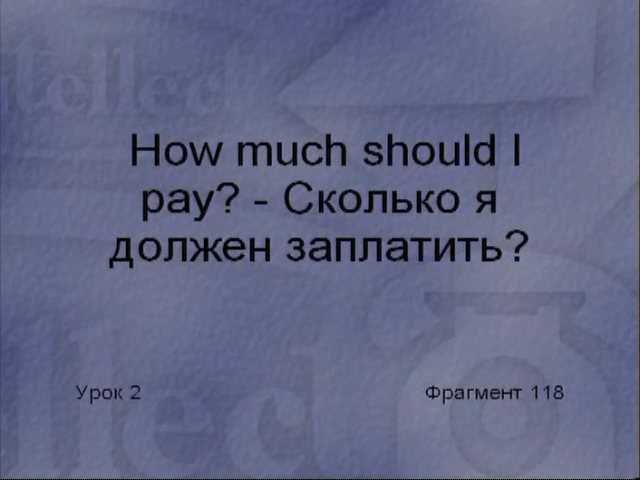 How much should I
pay? - Сколько я
должен заплатить?
Урок 2
Фрагмент 118